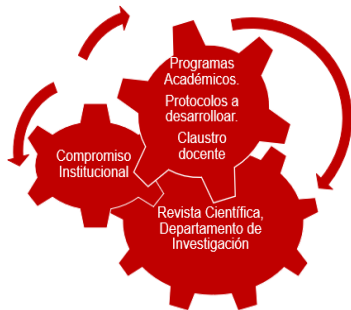 Programas
Académicos.
Protocolos a
desarrolloar.
Claustro
docente
Compromiso
Institucional
Revista Científica,
Departamento de
Investigación